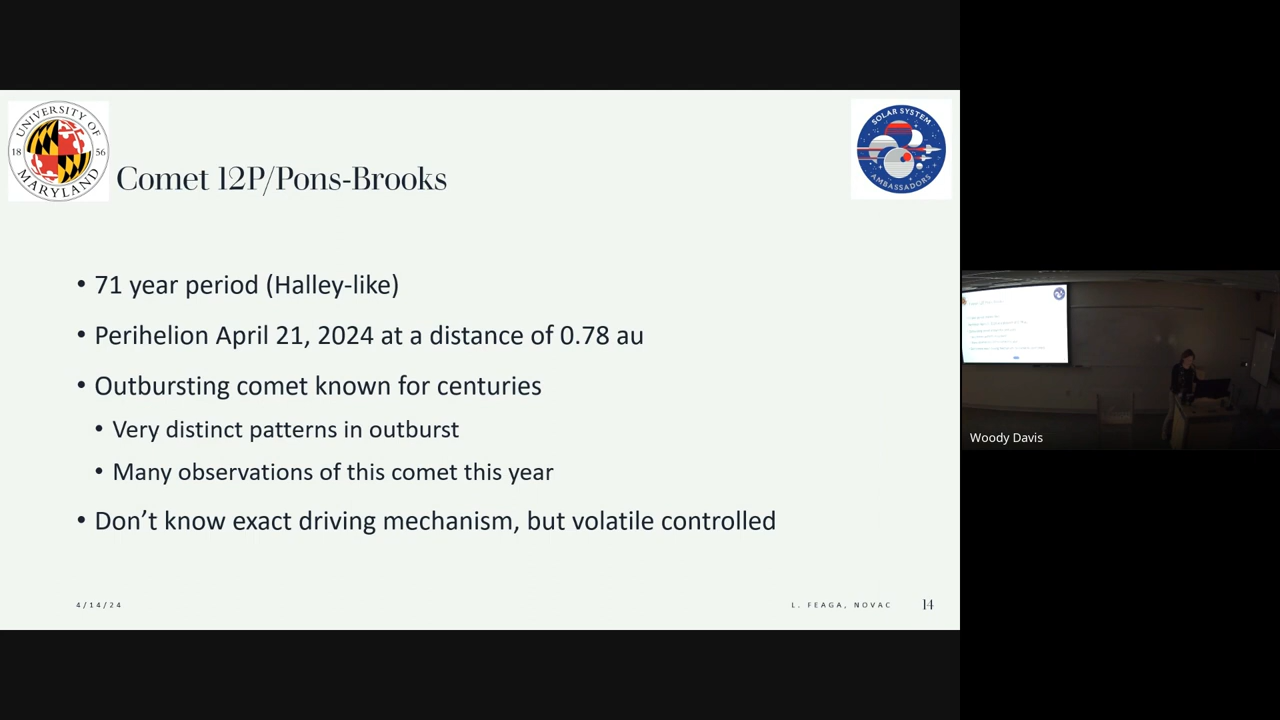 UNIVERSITY OF
18 56
MARYLAND
SOLAR SYSTEM
AMBASSADORS
Comet 12P/Pons-Brooks
• 71 year period (Halley-like)
• Perihelion April 21, 2024 at a distance of 0.78 au
• Outbursting comet known for centuries
• Very distinct patterns in outburst
• Many observations of this comet this year
• Don’t know exact driving mechanism, but volatile controlled
4/14/24
L. FEAGA, NOVAC
14
Woody Davis